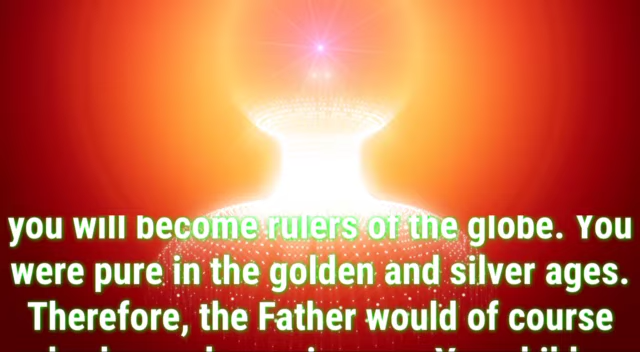 you will become rulers of the globe. You
were pure in the golden and silver ages.
Therefore, the Father would of course